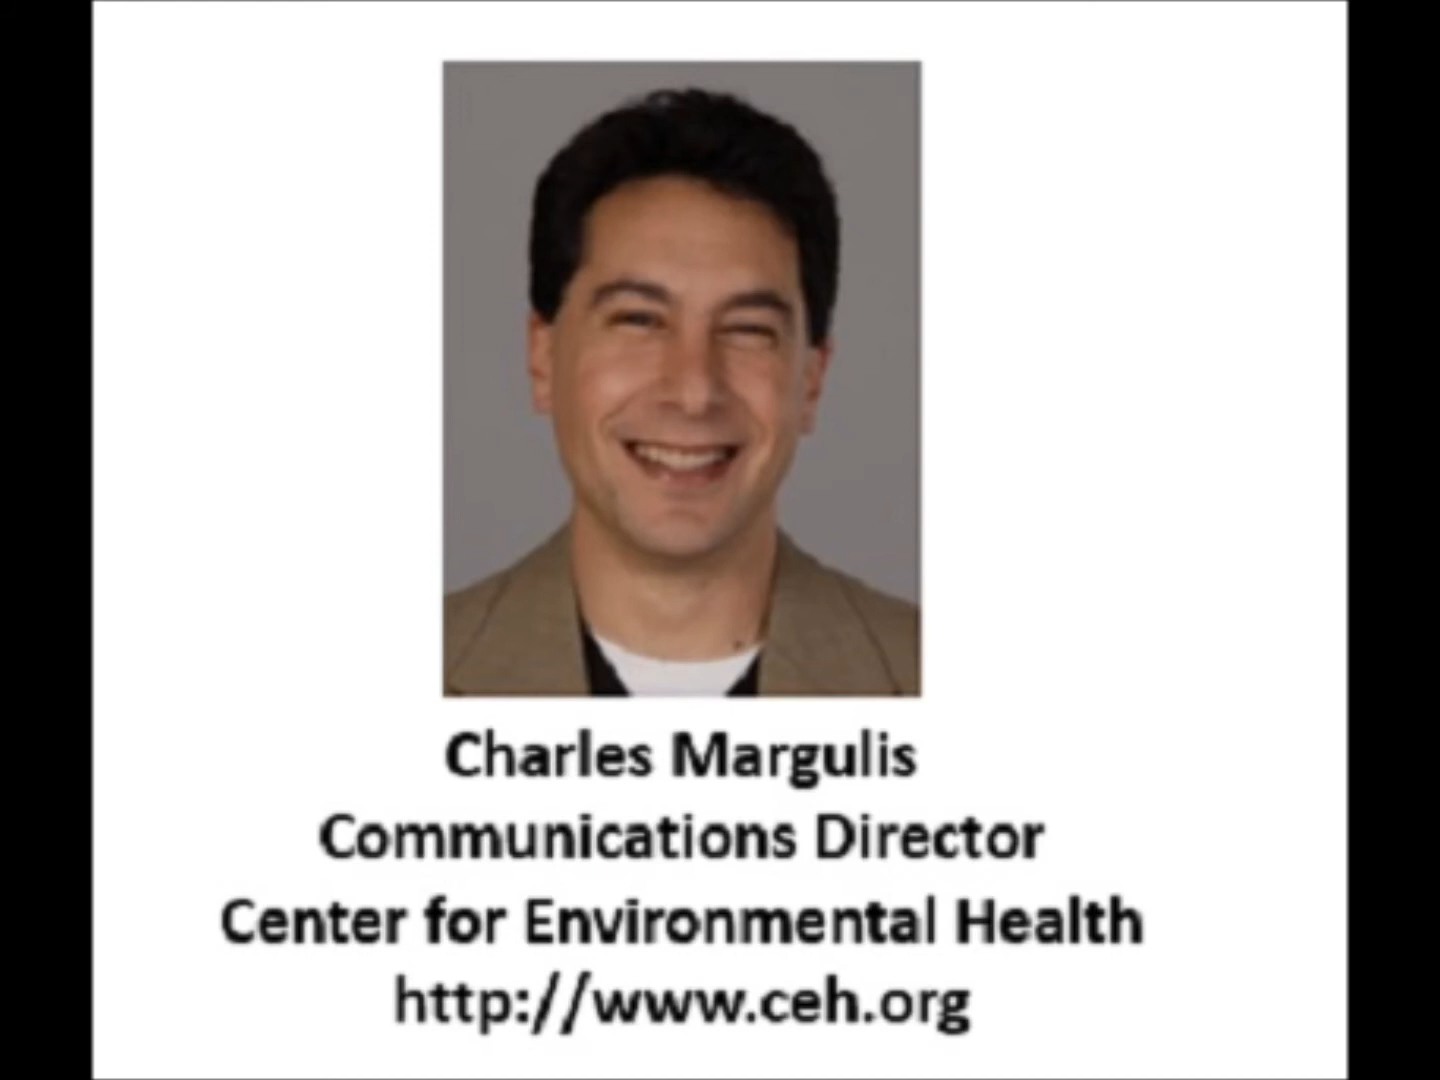 Charles Margulis
Communications Director
Center for Environmental Health
http://www.ceh.org